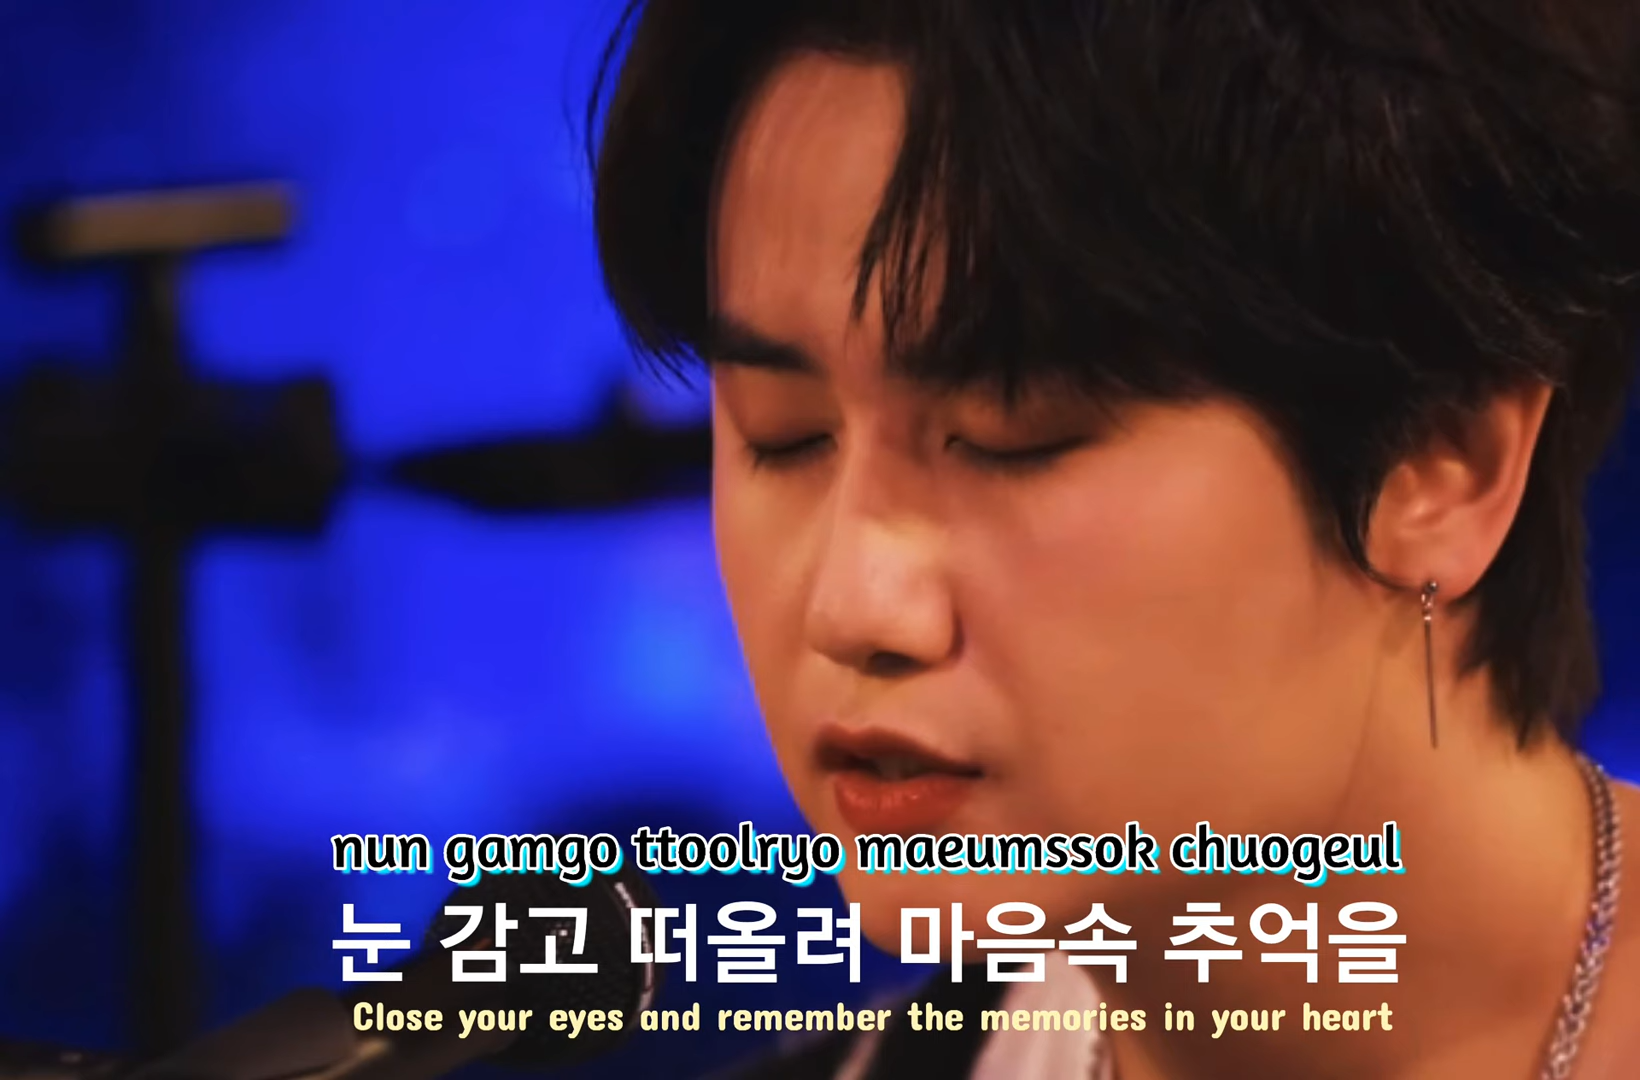 nun gamgo ttoolryo maeumssok chuogeul
눈 감고 떠올려 마음속 추억을
Close your eyes and remember the memories in your heart